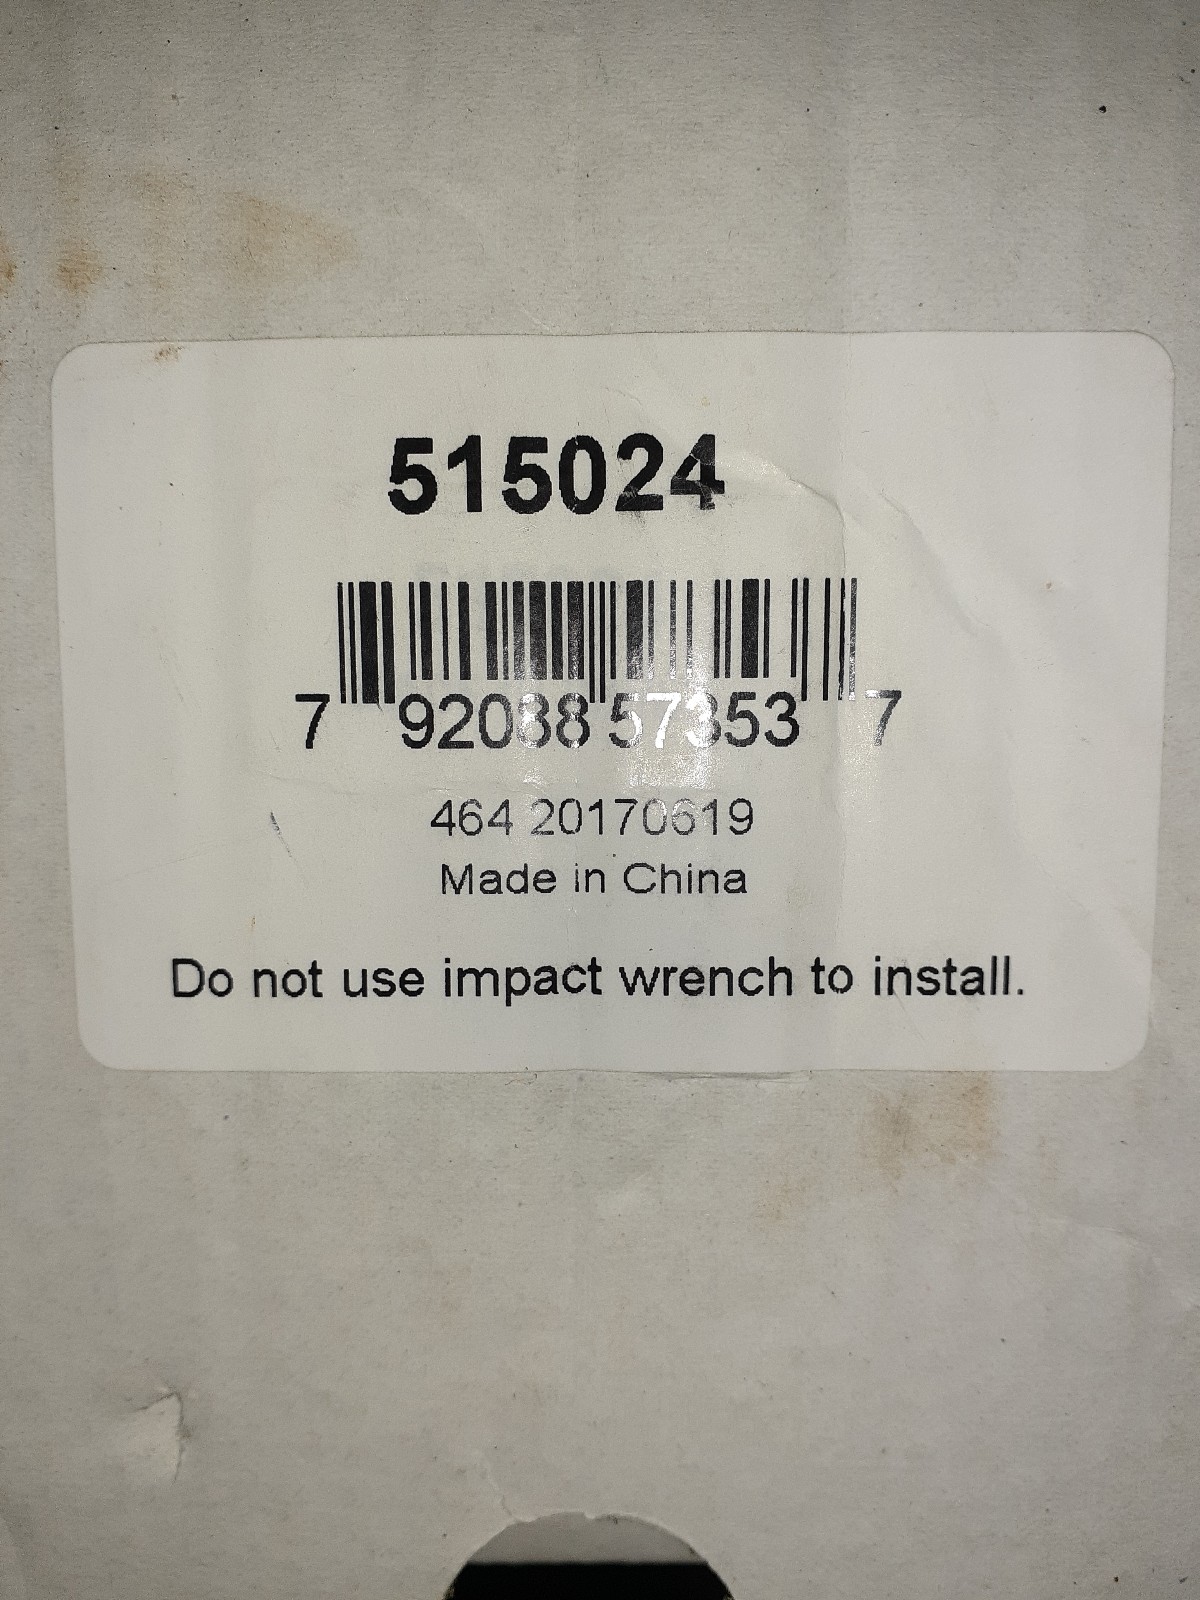 515024
7 92088 57353 7
464 20170619
Made in China
Do not use impact wrench to install.